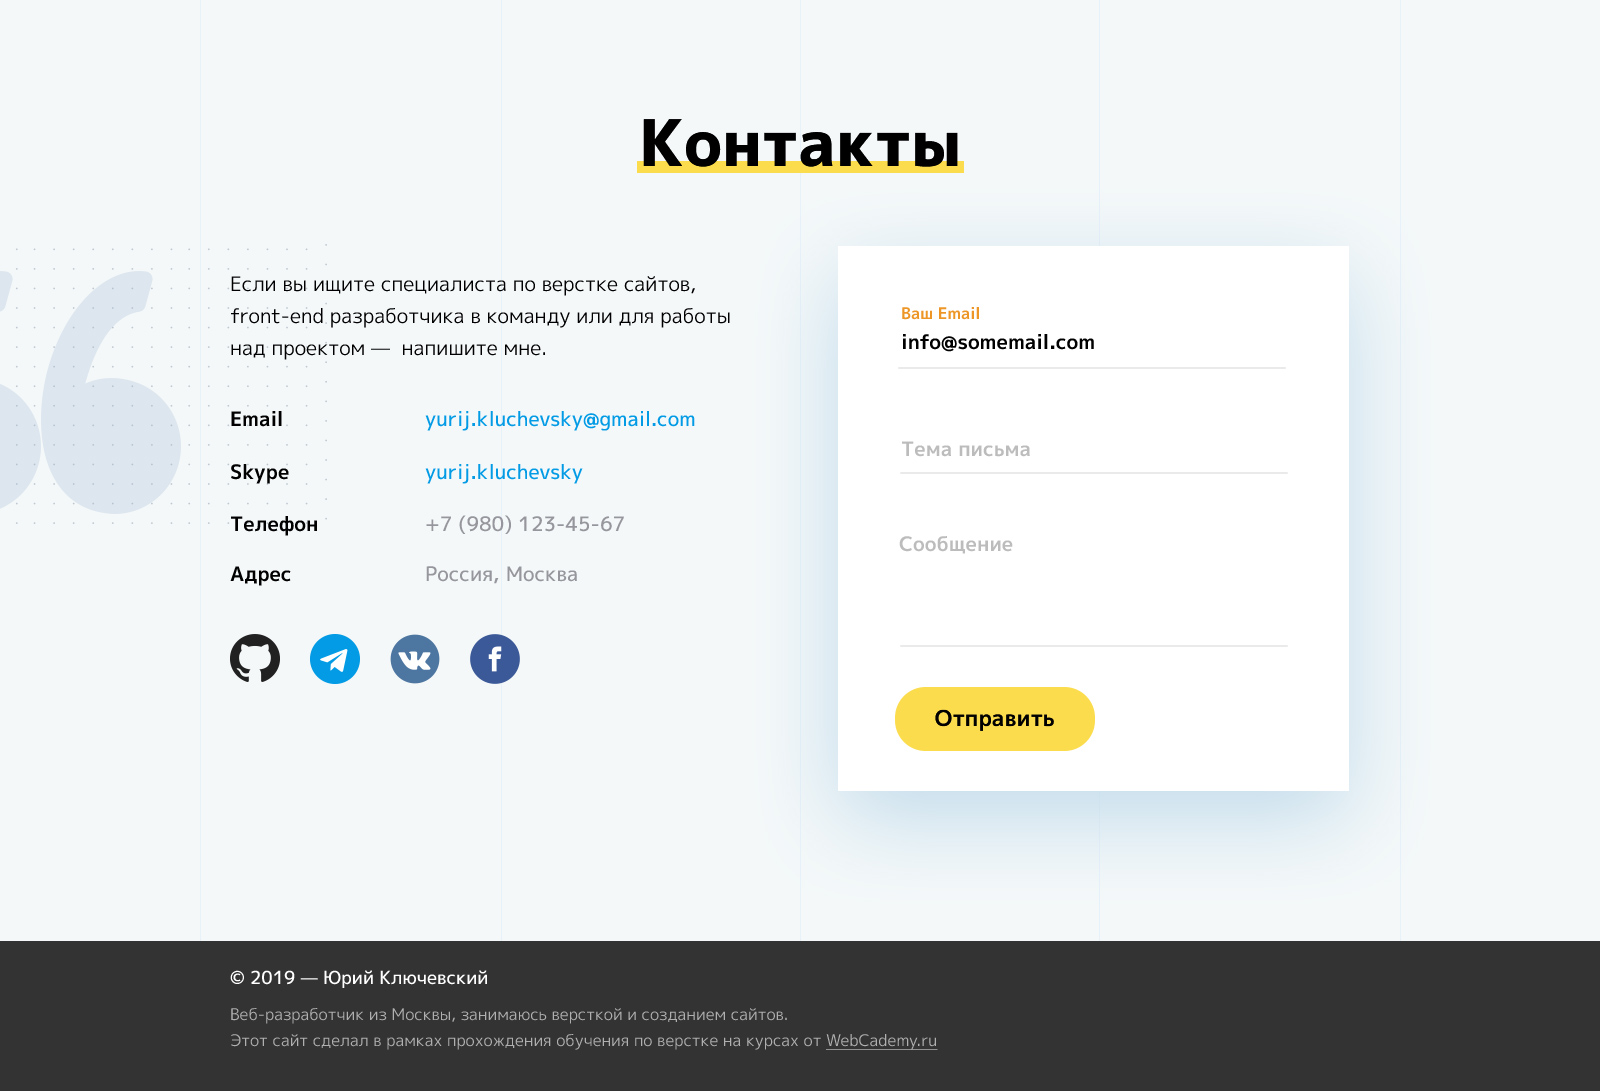 Контакты
Если вы ищите специалиста по верстке сайтов,
front-end разработчика в команду или для работы
над проектом — напишите мне.
Email yurij.kluchevsky@gmail.com
Skype yurij.kluchevsky
Телефон +7 (980) 123-45-67
Адрес Россия, Москва
Ваш Email
info@somemail.com
Тема письма
Сообщение
Отправить
© 2019 — Юрий Ключевский
Веб-разработчик из Москвы, занимаюсь версткой и созданием сайтов.
Этот сайт сделал в рамках прохождения обучения по верстке на курсах от WebCademy.ru